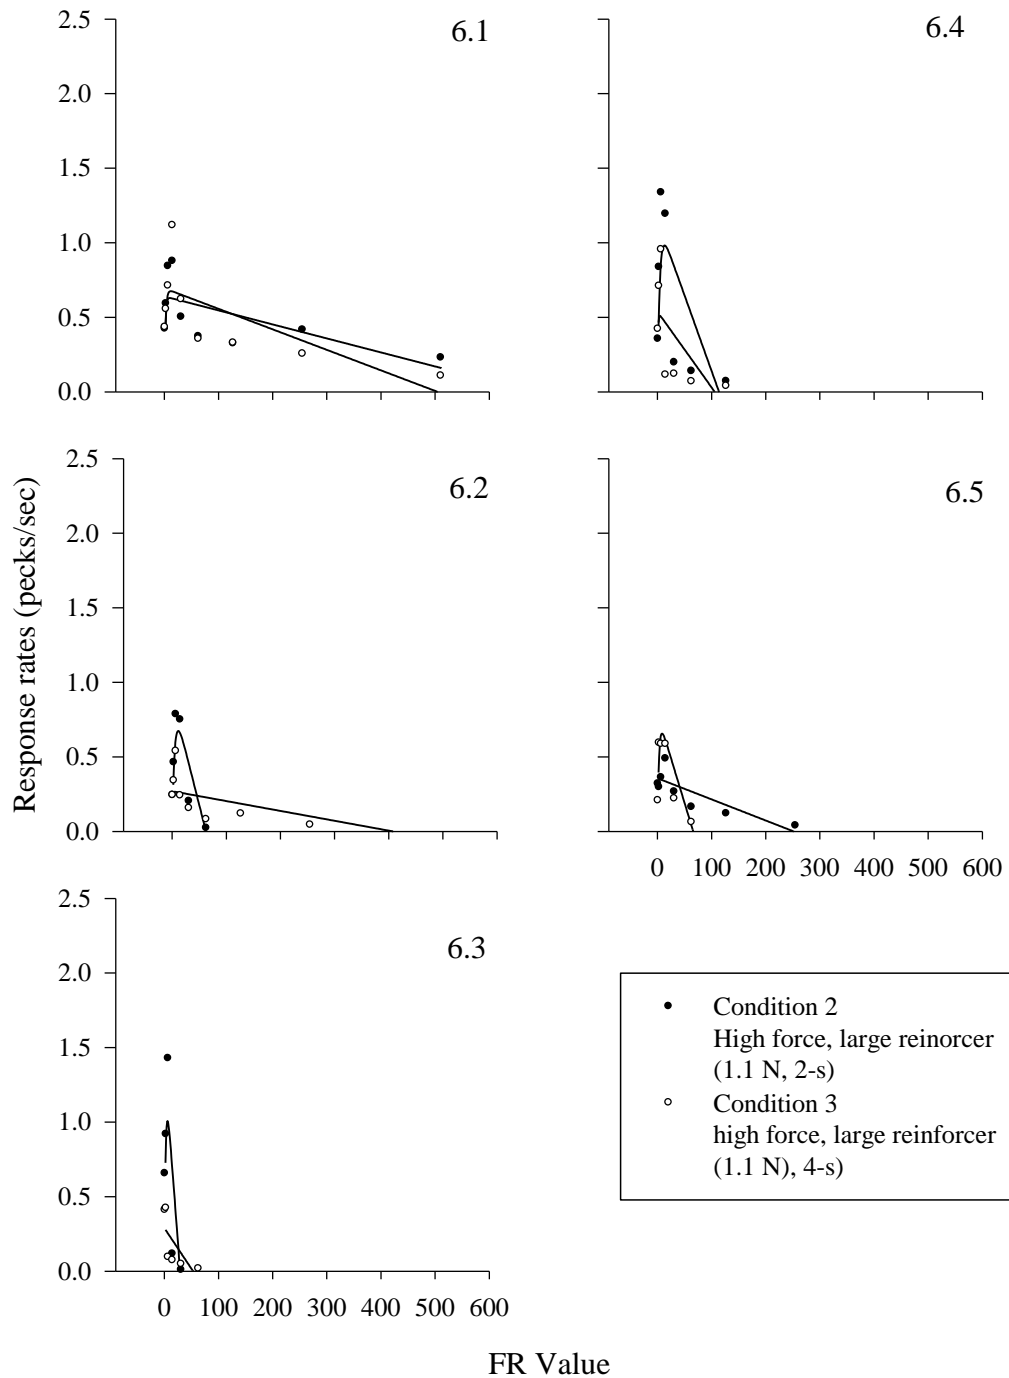 2.5
2.0
1.5
1.0
0.5
0.0
6.1
6.4
2.5
2.0
1.5
1.0
0.5
0.0
6.2
6.5
0 100 200 300 400 500 600
2.5
2.0
1.5
1.0
0.5
0.0
6.3
0 100 200 300 400 500 600
Response rates (pecks/sec)
FR Value
Condition 2
High force, large reinorcer
(1.1 N, 2-s)
Condition 3
high force, large reinforcer
(1.1 N), 4-s)